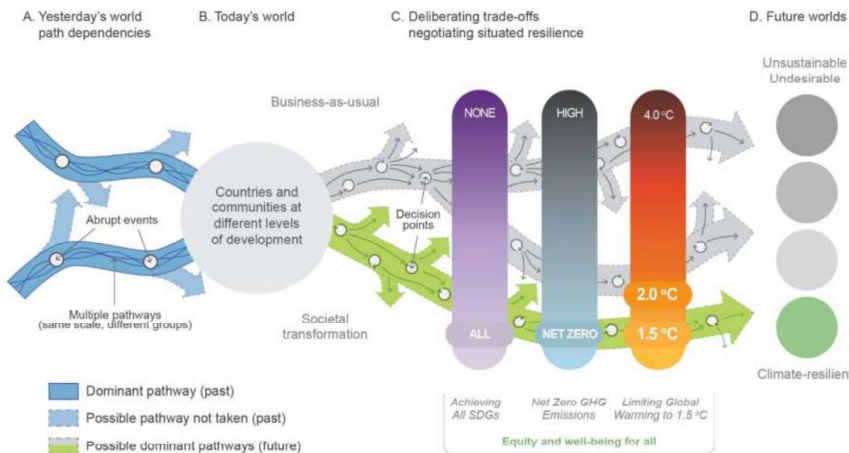 A. Yesterday's world
path dependencies
B. Today's world
C. Deliberating trade-offs
negotiating situated resilience
D. Future worlds
Unsustainable
Undesirable
Business-as-usual
NONE
HIGH
4.0 °C
Countries and
communities at
different levels
of development
Abrupt events
Decision
points
Multiple pathways
(same scale, different groups)
Societal
transformation
2.0 °C
ALL
NET ZERO
1.5 °C
Climate-resilient
Dominant pathway (past)
Possible pathway not taken (past)
Possible dominant pathways (future)
Achieving
All SDGs
Net Zero GHG
Emissions
Limiting Global
Warming to 1.5 °C
Equity and well-being for all